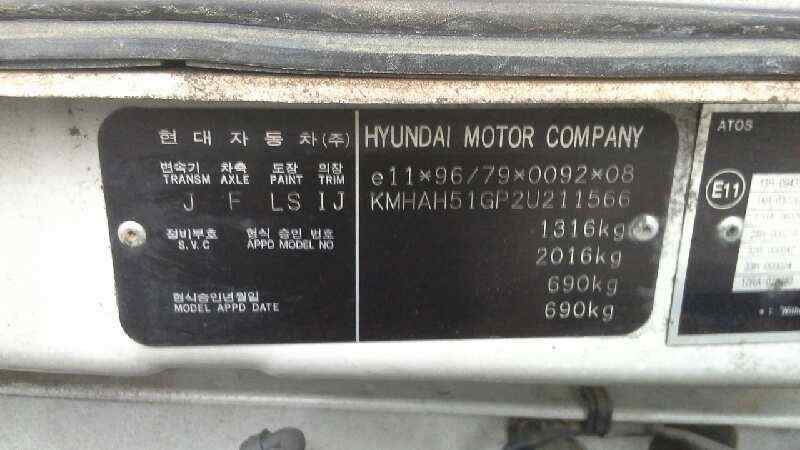 현대자동차(주)
변속기 차축 도장 의장
TRANSM AXLE PAINT TRIM
J F LS IJ
정비부호 형식 승인 번호
S.V.C APPD MODEL NO
형식승인년월일
MODEL APPD DATE
HYUNDAI MOTOR COMPANY
e11*96/79*0092*08
KMHAH51GP2U211566
1316kg
2016kg
690kg
690kg
ATOS
E11